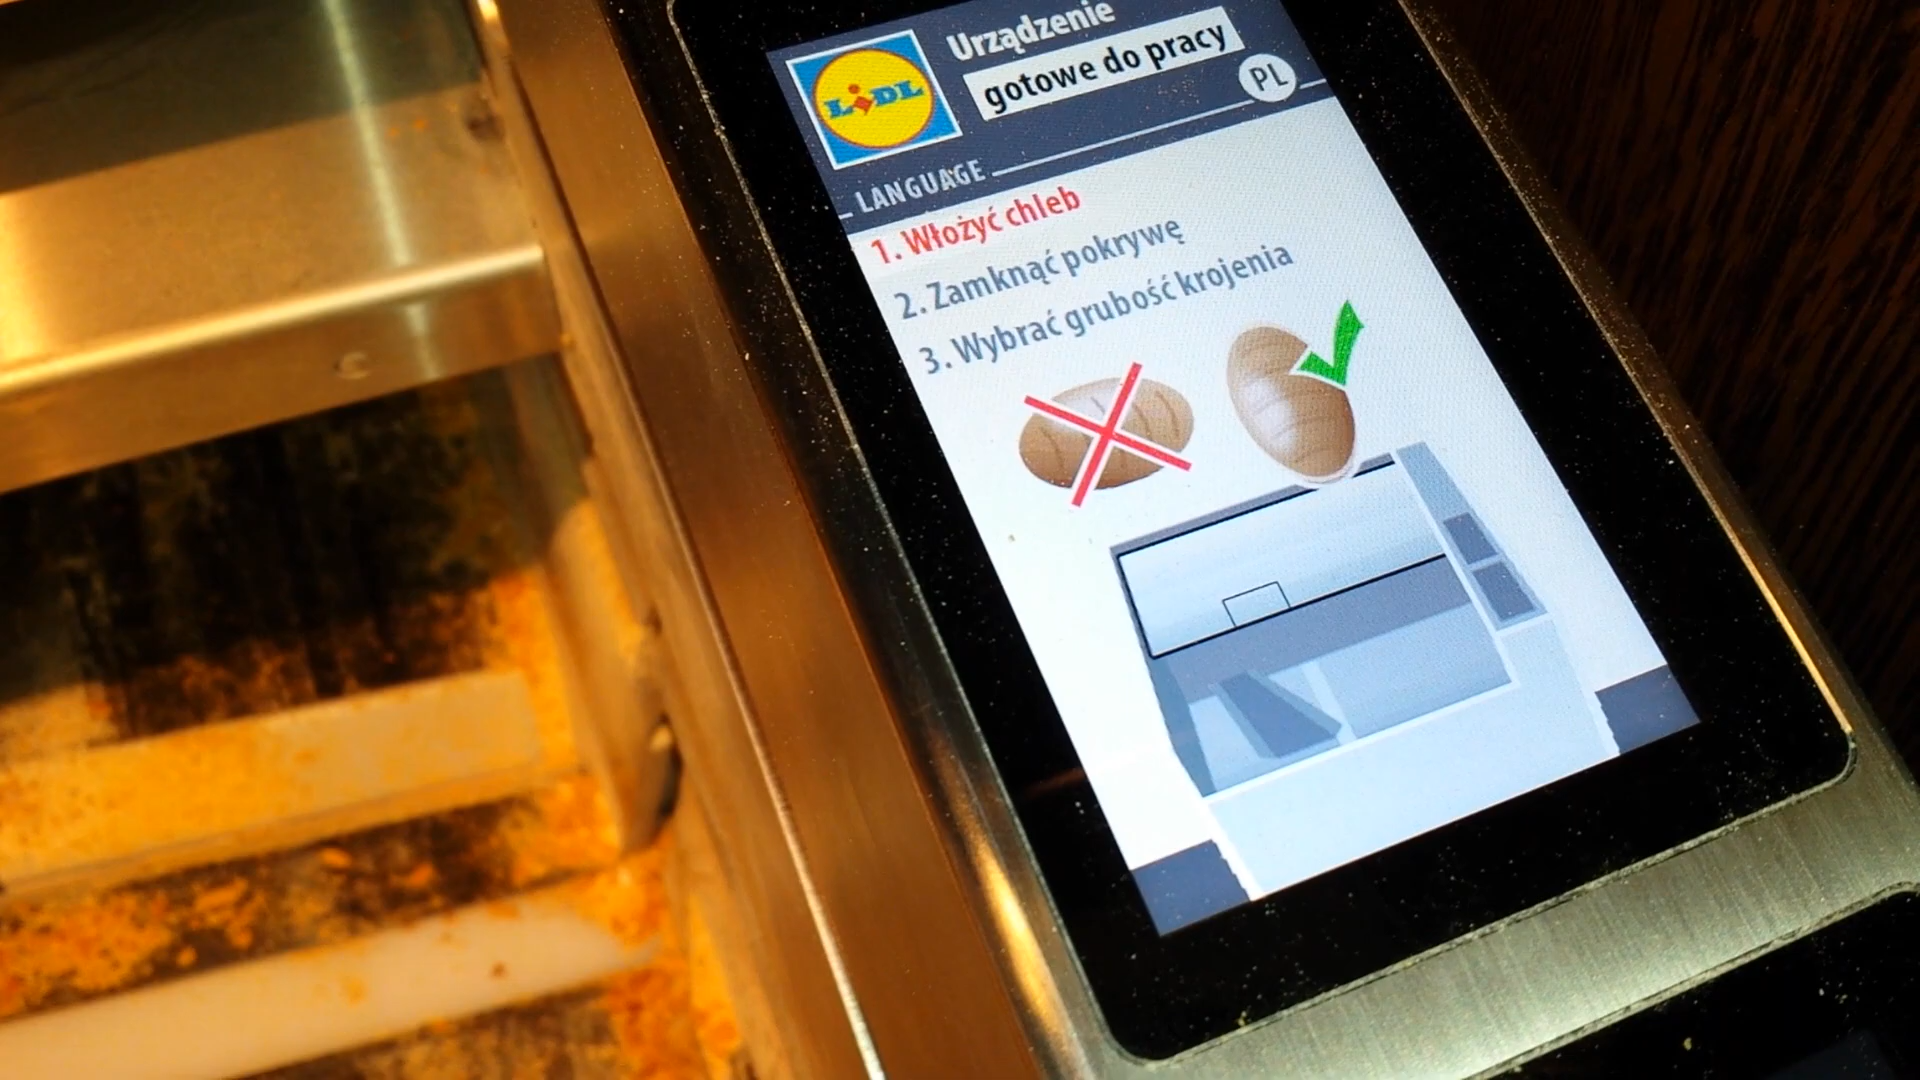 LIDL
Urządzenie
gotowe do pracy
PL
LANGUAGE
1. Włożyć chleb
2. Zamknąć pokrywę
3. Wybrać grubość krojenia